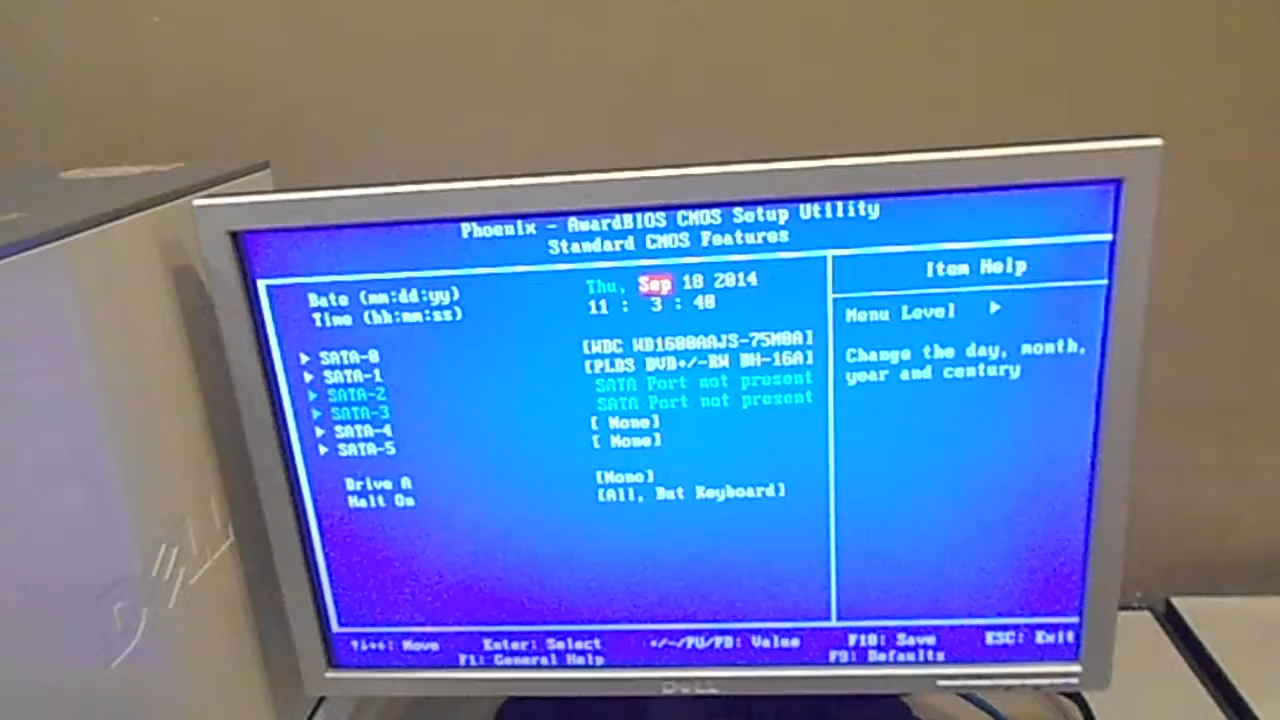 Phoenix - AwardBIOS CMOS Setup Utility
Standard CMOS Features
Date (mm:dd:yy) Thu, Sep 18 2014
Time (hh:mm:ss) 11 : 3 : 40
SATA-0 [WDC WD1600AAJS-75M0A]
SATA-1 [PLDS DVD+/-RW DH-16A]
SATA-2 SATA Port not present
SATA-3 SATA Port not present
SATA-4 [ None]
SATA-5 [ None]
Drive A [None]
Halt On [All, But Keyboard]
Item Help
Menu Level
Change the day, month,
year and century
: Move Enter: Select +/-/PU/PD: Value F10: Save ESC: Exit
F1: General Help F9: Defaults
DELL